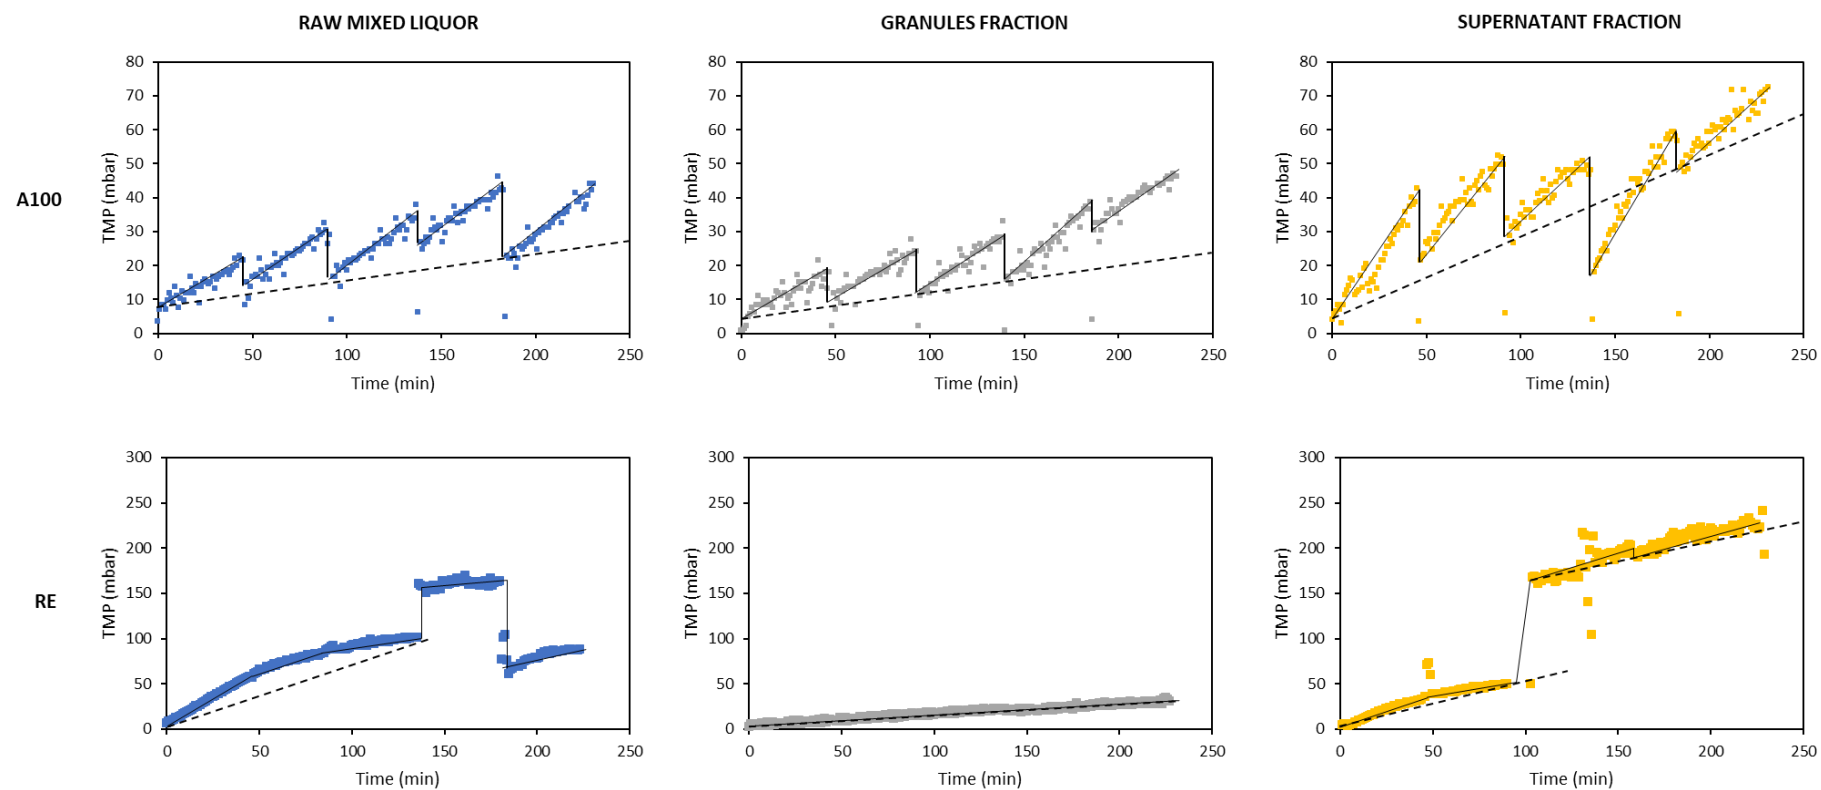 RAW MIXED LIQUOR
GRANULES FRACTION
SUPERNATANT FRACTION
A100
TMP (mbar)
80
70
60
50
40
30
20
10
0
0 50 100 150 200 250
Time (min)
TMP (mbar)
80
70
60
50
40
30
20
10
0
0 50 100 150 200 250
Time (min)
TMP (mbar)
80
70
60
50
40
30
20
10
0
0 50 100 150 200 250
Time (min)
RE
TMP (mbar)
300
250
200
150
100
50
0
0 50 100 150 200 250
Time (min)
TMP (mbar)
300
250
200
150
100
50
0
0 50 100 150 200 250
Time (min)
TMP (mbar)
300
250
200
150
100
50
0
0 50 100 150 200 250
Time (min)